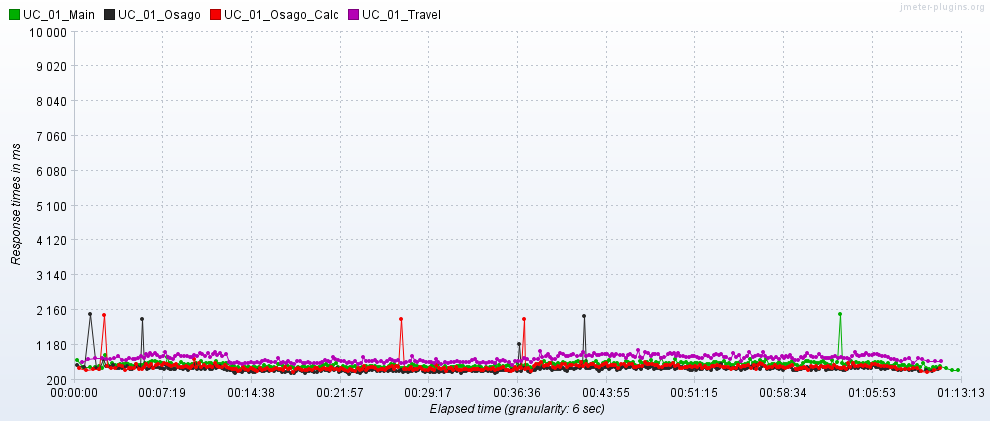 jmeter-plugins.org
UC_01_Main UC_01_Osago UC_01_Osago_Calc UC_01_Travel
10 000
9 020
8 040
7 060
6 080
5 100
4 120
3 140
2 160
1 180
200
Response times in ms
00:00:00 00:07:19 00:14:38 00:21:57 00:29:17 00:36:36 00:43:55 00:51:15 00:58:34 01:05:53 01:13:13
Elapsed time (granularity: 6 sec)